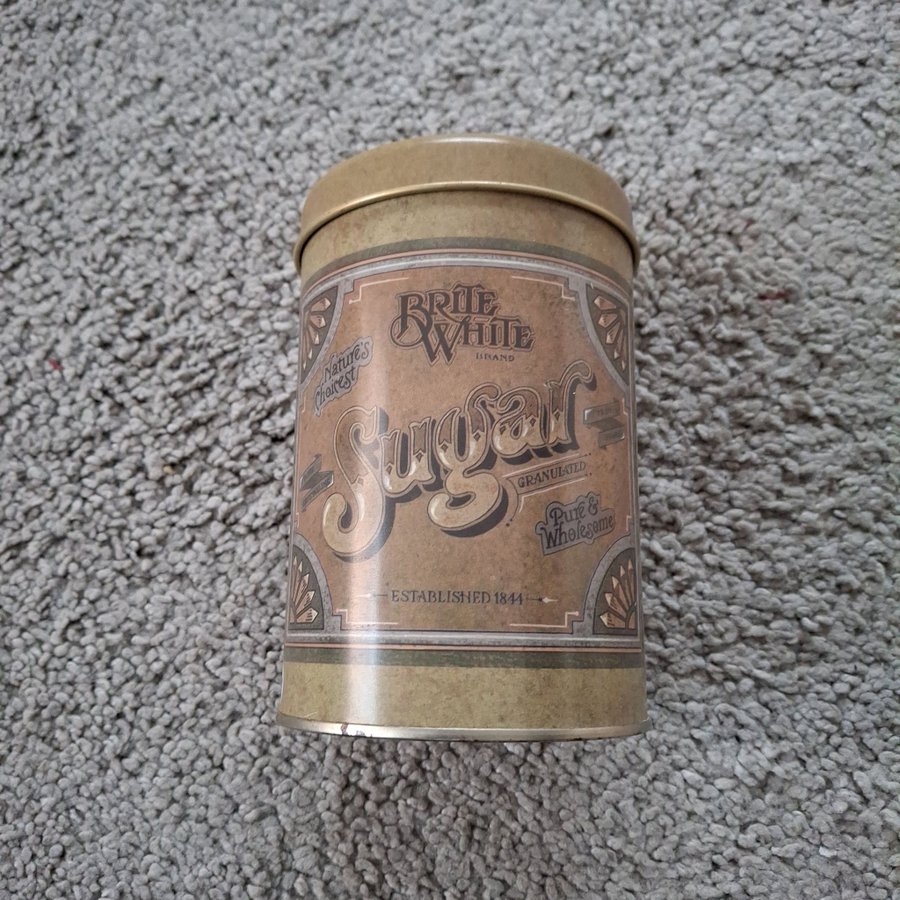 BRITE
WHITE
BRAND
Nature's
Choicest
Sugar
GRANULATED
Pure &
Wholesome
ESTABLISHED 1844